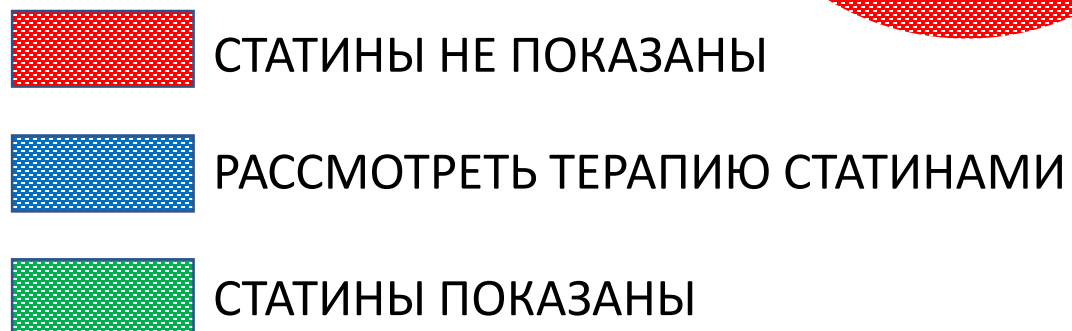 СТАТИНЫ НЕ ПОКАЗАНЫ
РАССМОТРЕТЬ ТЕРАПИЮ СТАТИНАМИ
СТАТИНЫ ПОКАЗАНЫ